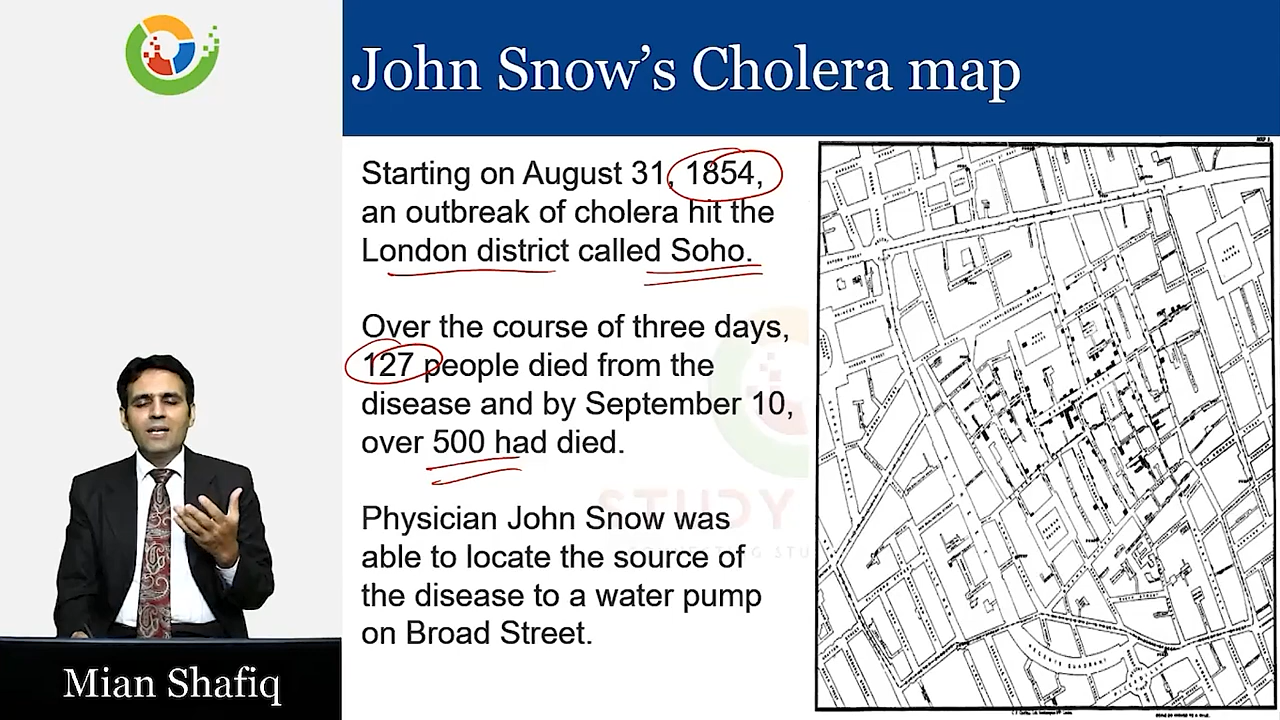 John Snow's Cholera map
Starting on August 31, 1854,
an outbreak of cholera hit the
London district called Soho.
Over the course of three days,
127 people died from the
disease and by September 10,
over 500 had died.
Physician John Snow was
able to locate the source of
the disease to a water pump
on Broad Street.
STUDY
Mian Shafiq